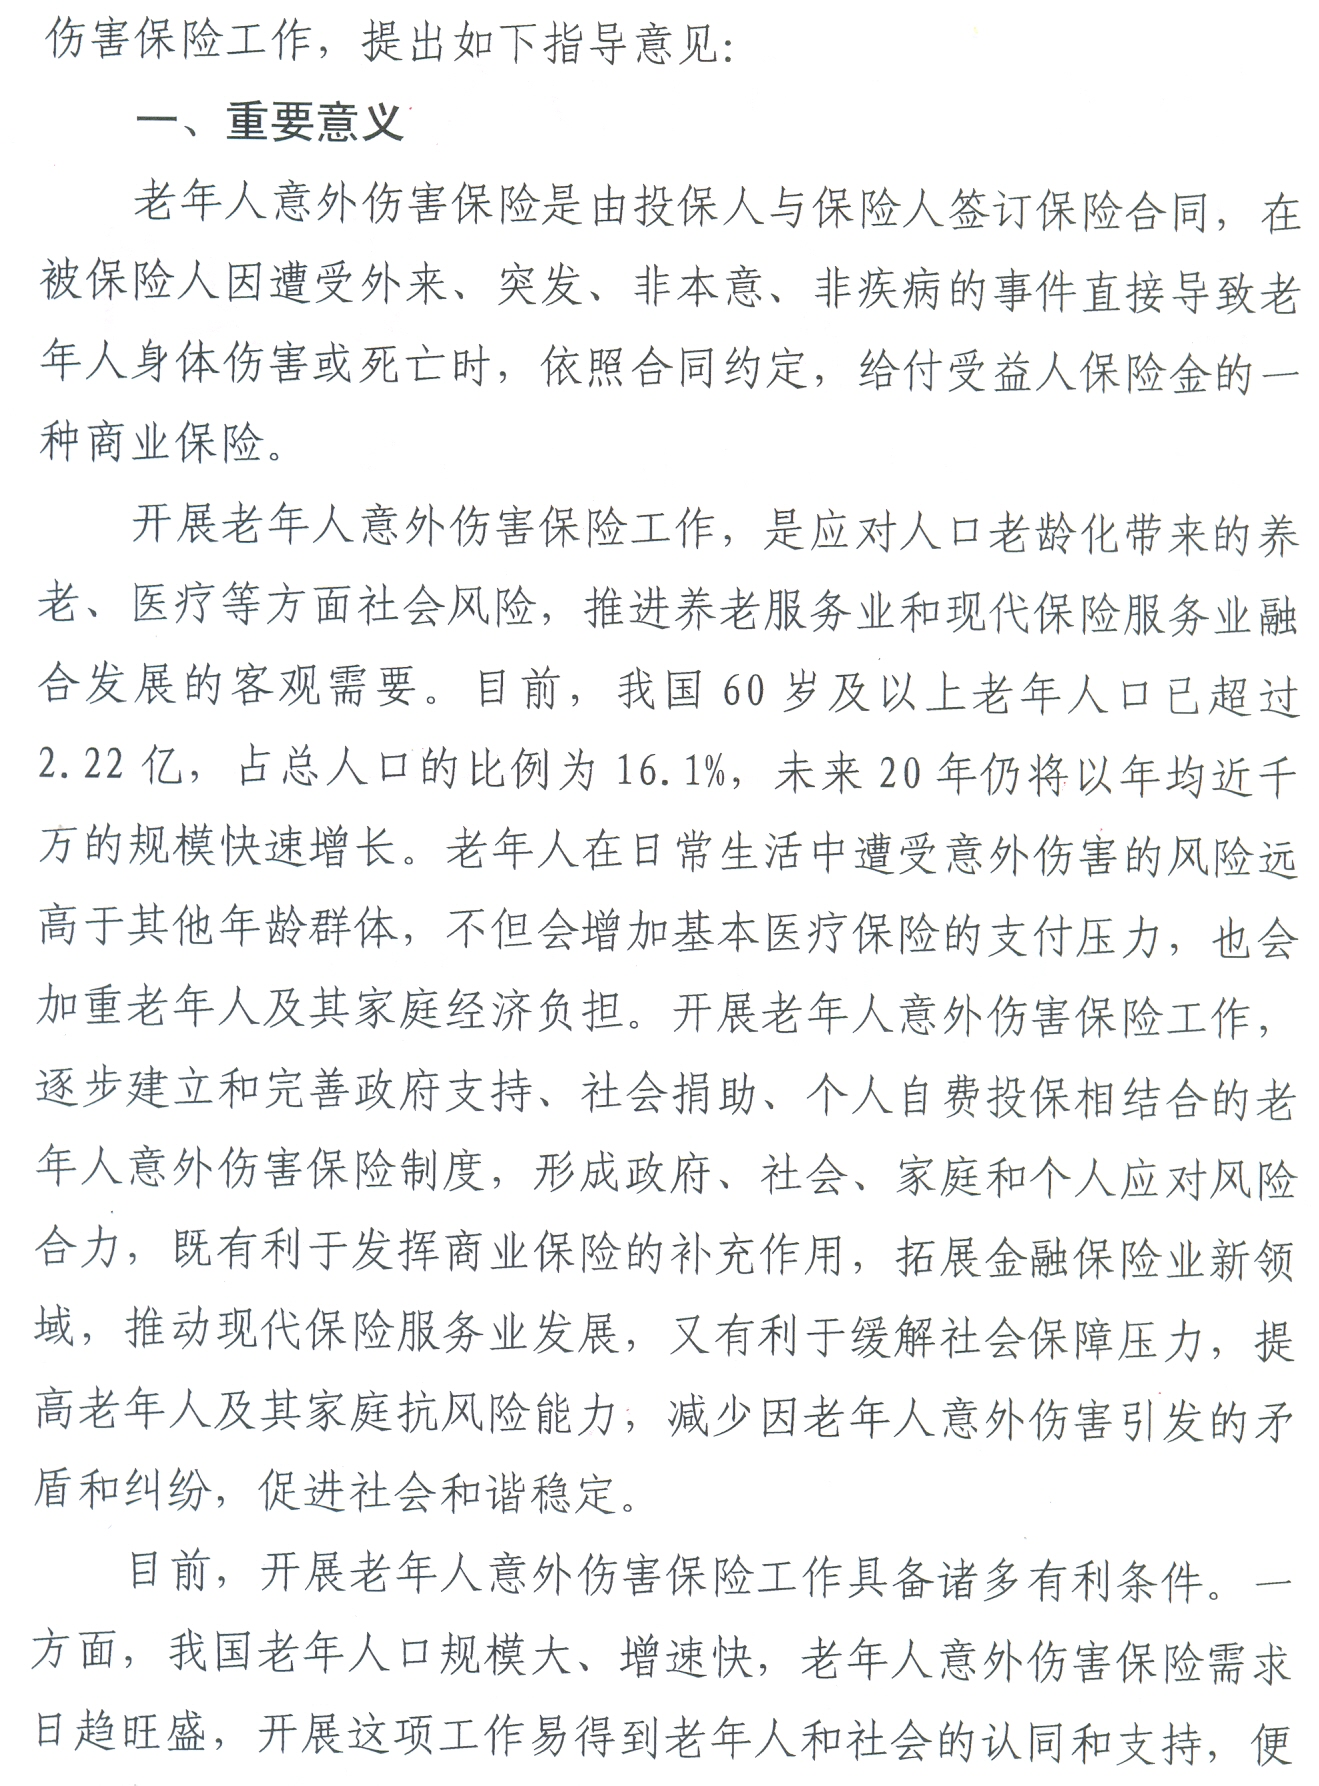 伤害保险工作，提出如下指导意见：
一、重要意义
老年人意外伤害保险是由投保人与保险人签订保险合同，在
被保险人因遭受外来、突发、非本意、非疾病的事件直接导致老
年人身体伤害或死亡时，依照合同约定，给付受益人保险金的一
种商业保险。
开展老年人意外伤害保险工作，是应对人口老龄化带来的养
老、医疗等方面社会风险，推进养老服务业和现代保险服务业融
合发展的客观需要。目前，我国 60 岁及以上老年人口已超过
2.22 亿，占总人口的比例为 16.1%，未来 20 年仍将以年均近千
万的规模快速增长。老年人在日常生活中遭受意外伤害的风险远
高于其他年龄群体，不但会增加基本医疗保险的支付压力，也会
加重老年人及其家庭经济负担。开展老年人意外伤害保险工作，
逐步建立和完善政府支持、社会捐助、个人自费投保相结合的老
年人意外伤害保险制度，形成政府、社会、家庭和个人应对风险
合力，既有利于发挥商业保险的补充作用，拓展金融保险业新领
域，推动现代保险服务业发展，又有利于缓解社会保障压力，提
高老年人及其家庭抗风险能力，减少因老年人意外伤害引发的矛
盾和纠纷，促进社会和谐稳定。
目前，开展老年人意外伤害保险工作具备诸多有利条件。一
方面，我国老年人口规模大、增速快，老年人意外伤害保险需求
日趋旺盛，开展这项工作易得到老年人和社会的认同和支持，便